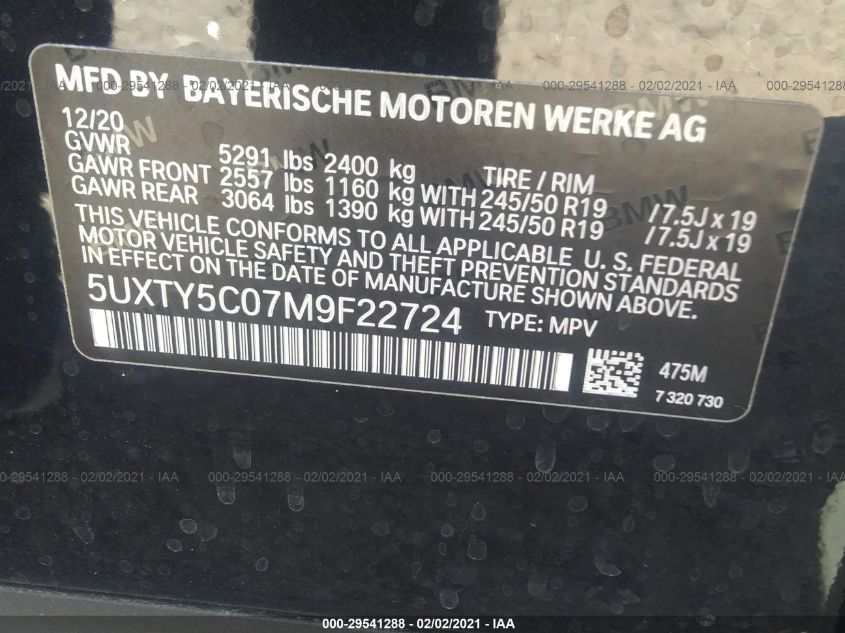 MFD BY BAYERISCHE MOTOREN WERKE AG
12/20
GVWR 5291 lbs 2400 kg TIRE / RIM
GAWR FRONT 2557 lbs 1160 kg WITH 245/50 R19 / 7.5J x 19
GAWR REAR 3064 lbs 1390 kg WITH 245/50 R19 / 7.5J x 19
THIS VEHICLE CONFORMS TO ALL APPLICABLE U. S. FEDERAL
MOTOR VEHICLE SAFETY AND THEFT PREVENTION STANDARDS
IN EFFECT ON THE DATE OF MANUFACTURE SHOWN ABOVE.
5UXTY5C07M9F22724 TYPE: MPV
475M
7 320 730
000-29541288 - 02/02/2021 - IAA